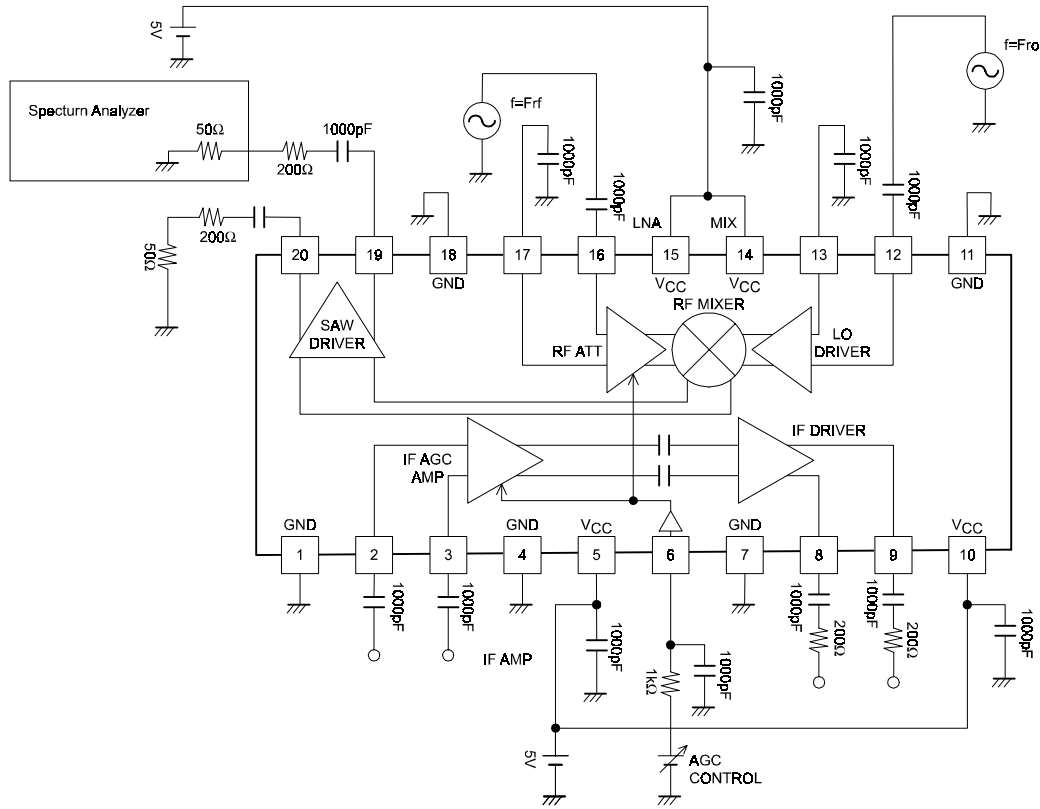 5V
f=Fro
Specturn Analyzer
50Ω
200Ω
1000pF
f=Frf
1000pF
1000pF
1000pF
1000pF
1000pF
50Ω
200Ω
LNA
MIX
20
19
18
17
16
15
14
13
12
11
GND
VCC
VCC
GND
SAW
DRIVER
RF MIXER
RF ATT
LO
DRIVER
IF AGC
AMP
IF DRIVER
GND
GND
VCC
GND
VCC
1
2
3
4
5
6
7
8
9
10
1000pF
1000pF
IF AMP
1000pF
1kΩ
1000pF
1000pF
200Ω
1000pF
200Ω
1000pF
5V
AGC
CONTROL